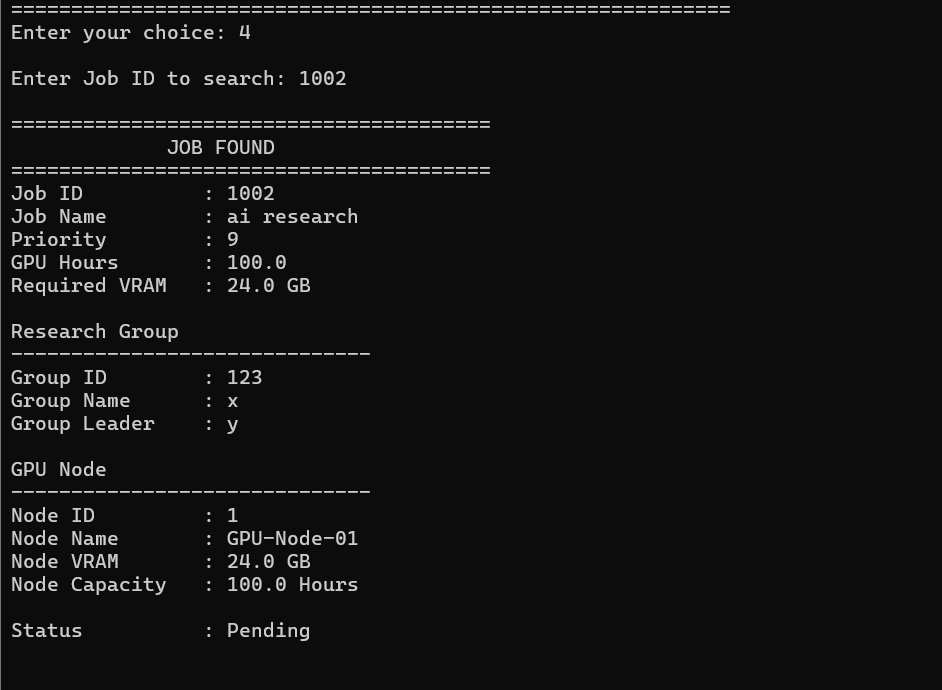 ============================================================
Enter your choice: 4
Enter Job ID to search: 1002
========================================
JOB FOUND
========================================
Job ID          : 1002
Job Name        : ai research
Priority        : 9
GPU Hours       : 100.0
Required VRAM   : 24.0 GB
Research Group
------------------------------
Group ID        : 123
Group Name      : x
Group Leader    : y
GPU Node
------------------------------
Node ID         : 1
Node Name       : GPU-Node-01
Node VRAM       : 24.0 GB
Node Capacity   : 100.0 Hours
Status          : Pending